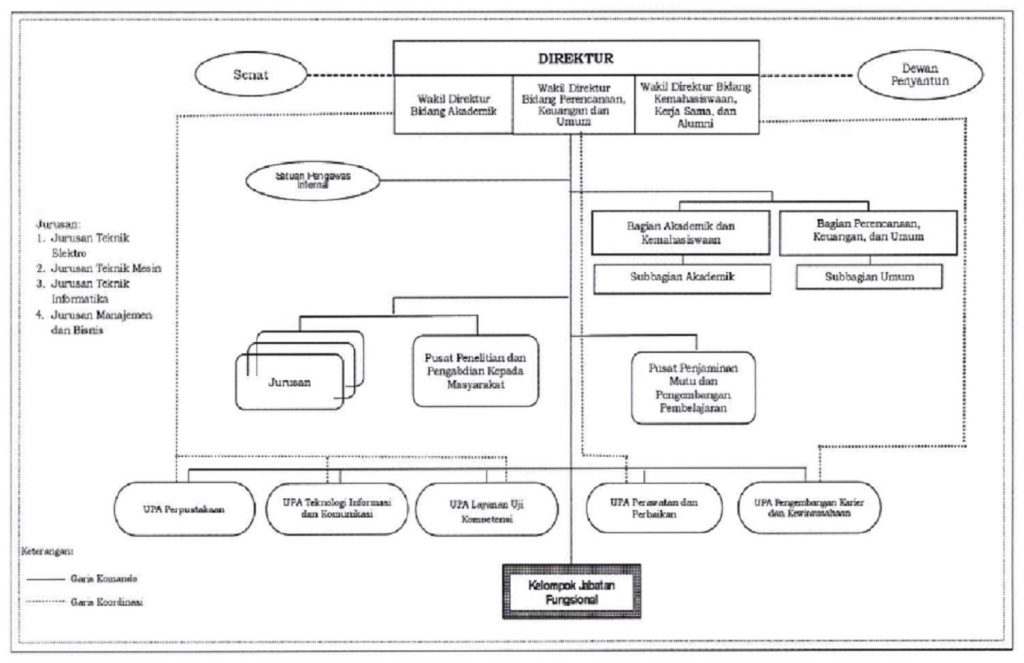 DIREKTUR
Senat
Dewan
Penyantun
Wakil Direktur
Bidang Akademik
Wakil Direktur
Bidang Perencanaan,
Keuangan dan
Umum
Wakil Direktur Bidang
Kemahasiswaan,
Kerja Sama, dan
Alumni
Satuan Pengawas
Internal
Bagian Akademik dan
Kemahasiswaan
Bagian Perencanaan,
Keuangan, dan Umum
Subbagian Akademik
Subbagian Umum
Jurusan:
1. Jurusan Teknik
Elektro
2. Jurusan Teknik Mesin
3. Jurusan Teknik
Informatika
4. Jurusan Manajemen
dan Bisnis
Jurusan
Pusat Penelitian dan
Pengabdian Kepada
Masyarakat
Pusat Penjaminan
Mutu dan
Pengembangan
Pembelajaran
UPA Perpustakaan
UPA Teknologi Informasi
dan Komunikasi
UPA Layanan Uji
Kompetensi
UPA Perawatan dan
Perbaikan
UPA Pengembangan Karier
dan Kewirausahaan
Keterangan:
Garis Komando
Garis Koordinasi
Kelompok Jabatan
Fungsional